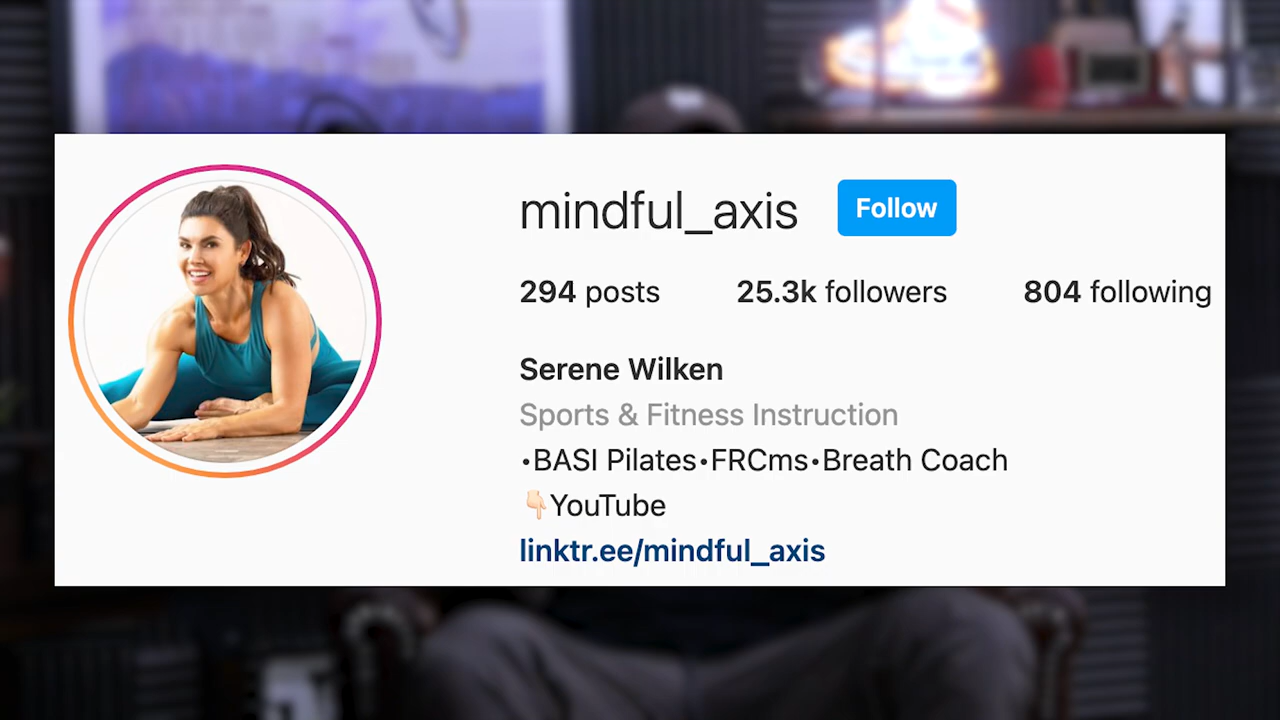 mindful_axis Follow
294 posts 25.3k followers 804 following
Serene Wilken
Sports & Fitness Instruction
•BASI Pilates•FRCms•Breath Coach
👇🏻YouTube
linktr.ee/mindful_axis